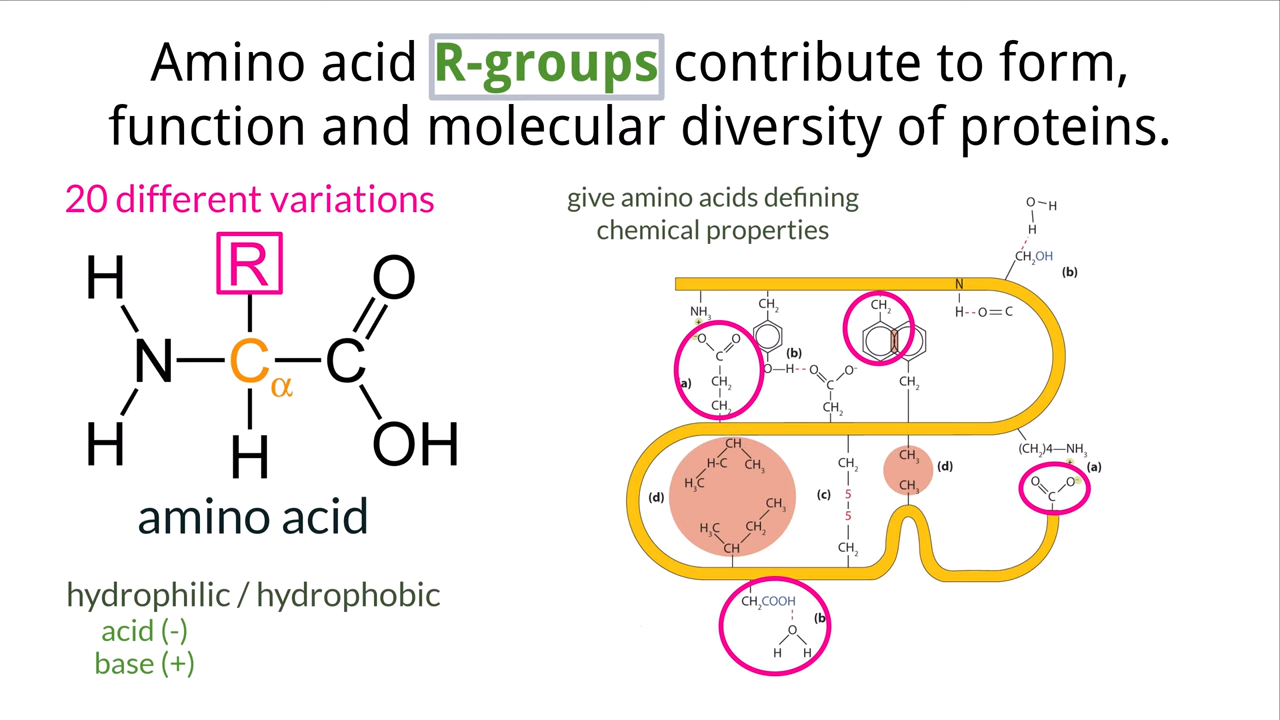 Amino acid R-groups contribute to form,
function and molecular diversity of proteins.
20 different variations
R
H
O
N
C
α
C
H
H
OH
amino acid
hydrophilic / hydrophobic
acid (-)
base (+)
give amino acids defining
chemical properties
O H
H
CH₂OH
(b)
N
H--O=C
NH₃
+
CH₂
CH₂
O O
C
CH₂
CH₂
a)
(b)
O—H--O O⁻
C
CH₂
CH₂
(CH₂)4—NH₃
+
(a)
O O
C
CH
H-C CH₃
H₃C
(d)
CH₃
H₃C CH₂
CH
CH₂
(c) 5
5
CH₂
CH₃
(d)
CH₃
CH₂COOH
(b
O
H H